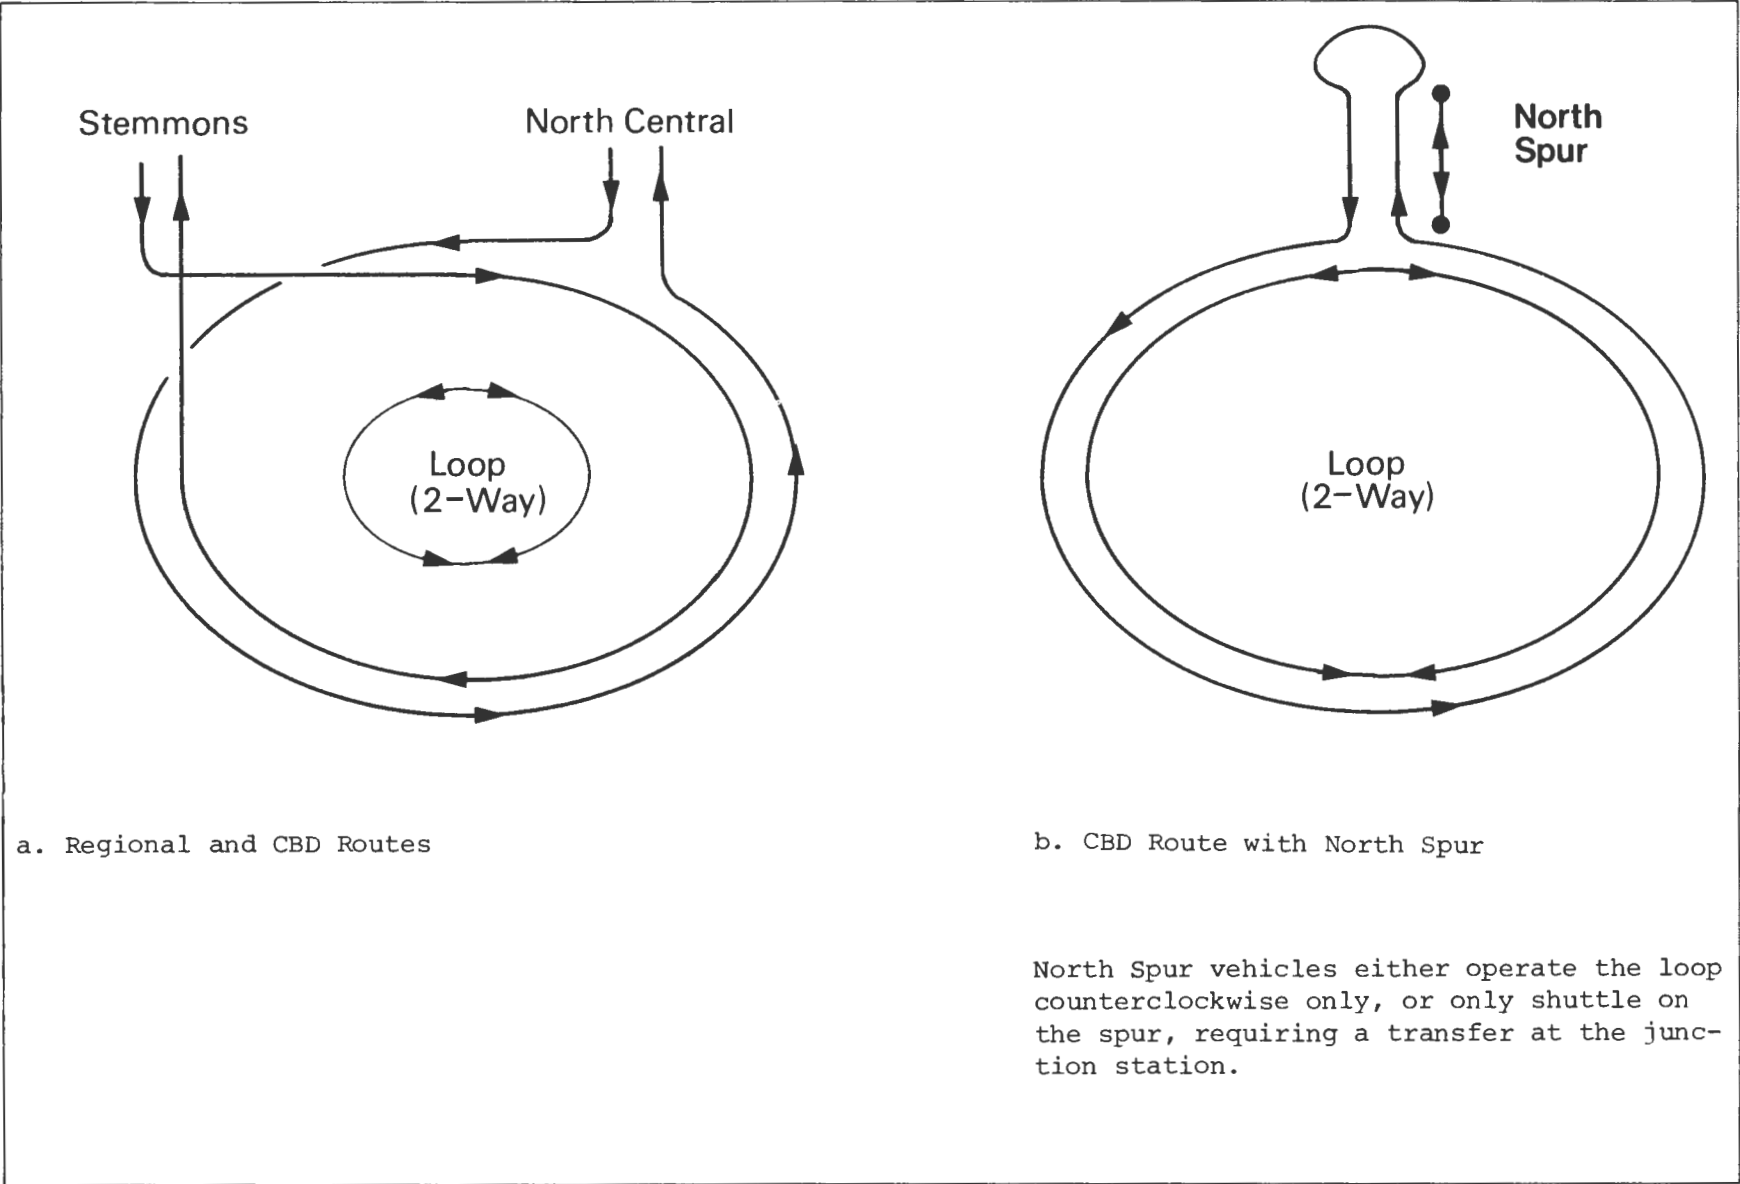 Stemmons
North Central
Loop
(2-Way)
a. Regional and CBD Routes
North
Spur
Loop
(2-Way)
b. CBD Route with North Spur
North Spur vehicles either operate the loop
counterclockwise only, or only shuttle on
the spur, requiring a transfer at the junc-
tion station.